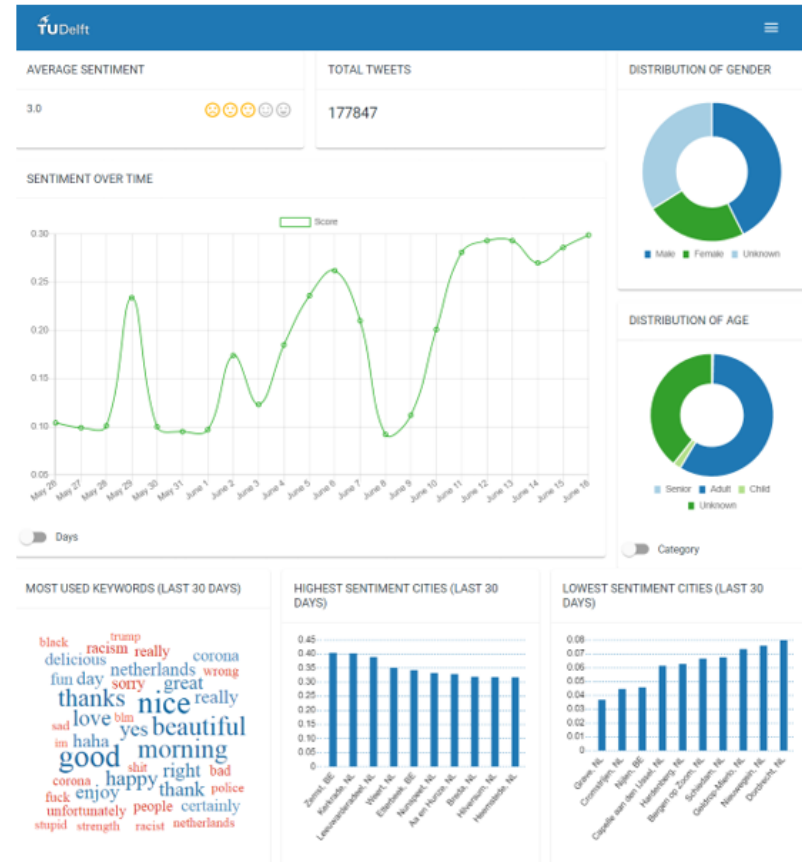 TUDelft
AVERAGE SENTIMENT
3.0
TOTAL TWEETS
177847
DISTRIBUTION OF GENDER
Male Female Unknown
SENTIMENT OVER TIME
Score
0.30
0.25
0.20
0.15
0.10
0.05
May 26 May 27 May 28 May 29 May 30 May 31 June 1 June 2 June 3 June 4 June 5 June 6 June 7 June 8 June 9 June 10 June 11 June 12 June 13 June 14 June 15 June 16
Days
DISTRIBUTION OF AGE
Senior Adult Child
Unknown
Category
MOST USED KEYWORDS (LAST 30 DAYS)
black trump
racism really corona
delicious netherlands wrong
fun day sorry great
thanks nice really
sad love blm yes beautiful
im haha
good morning
shit right bad
corona happy thank police
fuck enjoy
unfortunately people certainly
stupid strength racist netherlands
HIGHEST SENTIMENT CITIES (LAST 30
DAYS)
0.45
0.40
0.35
0.30
0.25
0.20
0.15
0.10
0.05
0
Zemst, BE Kerkrade, NL Leeuwarderadeel, NL Weert, NL Etterbeek, BE Nunspeet, NL Aa en Hunze, NL Breda, NL Hilversum, NL Heemstede, NL
LOWEST SENTIMENT CITIES (LAST 30
DAYS)
0.08
0.07
0.06
0.05
0.04
0.03
0.02
0.01
0
Grave, NL Cromstrijen, NL Nijlen, BE Capelle aan den IJssel, NL Hardenberg, NL Bergen op Zoom, NL Schiedam, NL Geldrop-Mierlo, NL Nieuwegein, NL Dordrecht, NL